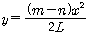 y = (m-n)x² / 2L